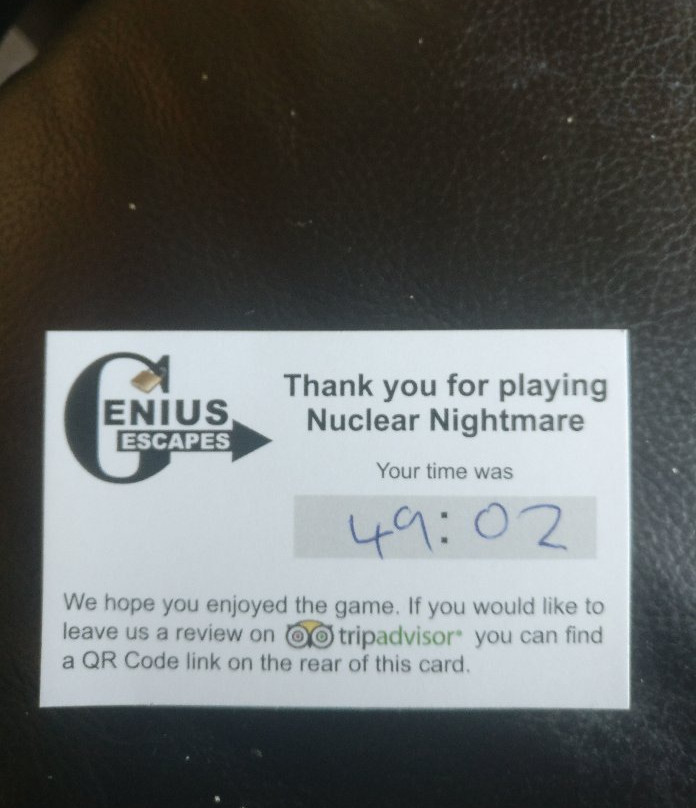 GENIUS
ESCAPES
Thank you for playing
Nuclear Nightmare
Your time was
49:02
We hope you enjoyed the game. If you would like to
leave us a review on tripadvisor® you can find
a QR Code link on the rear of this card.